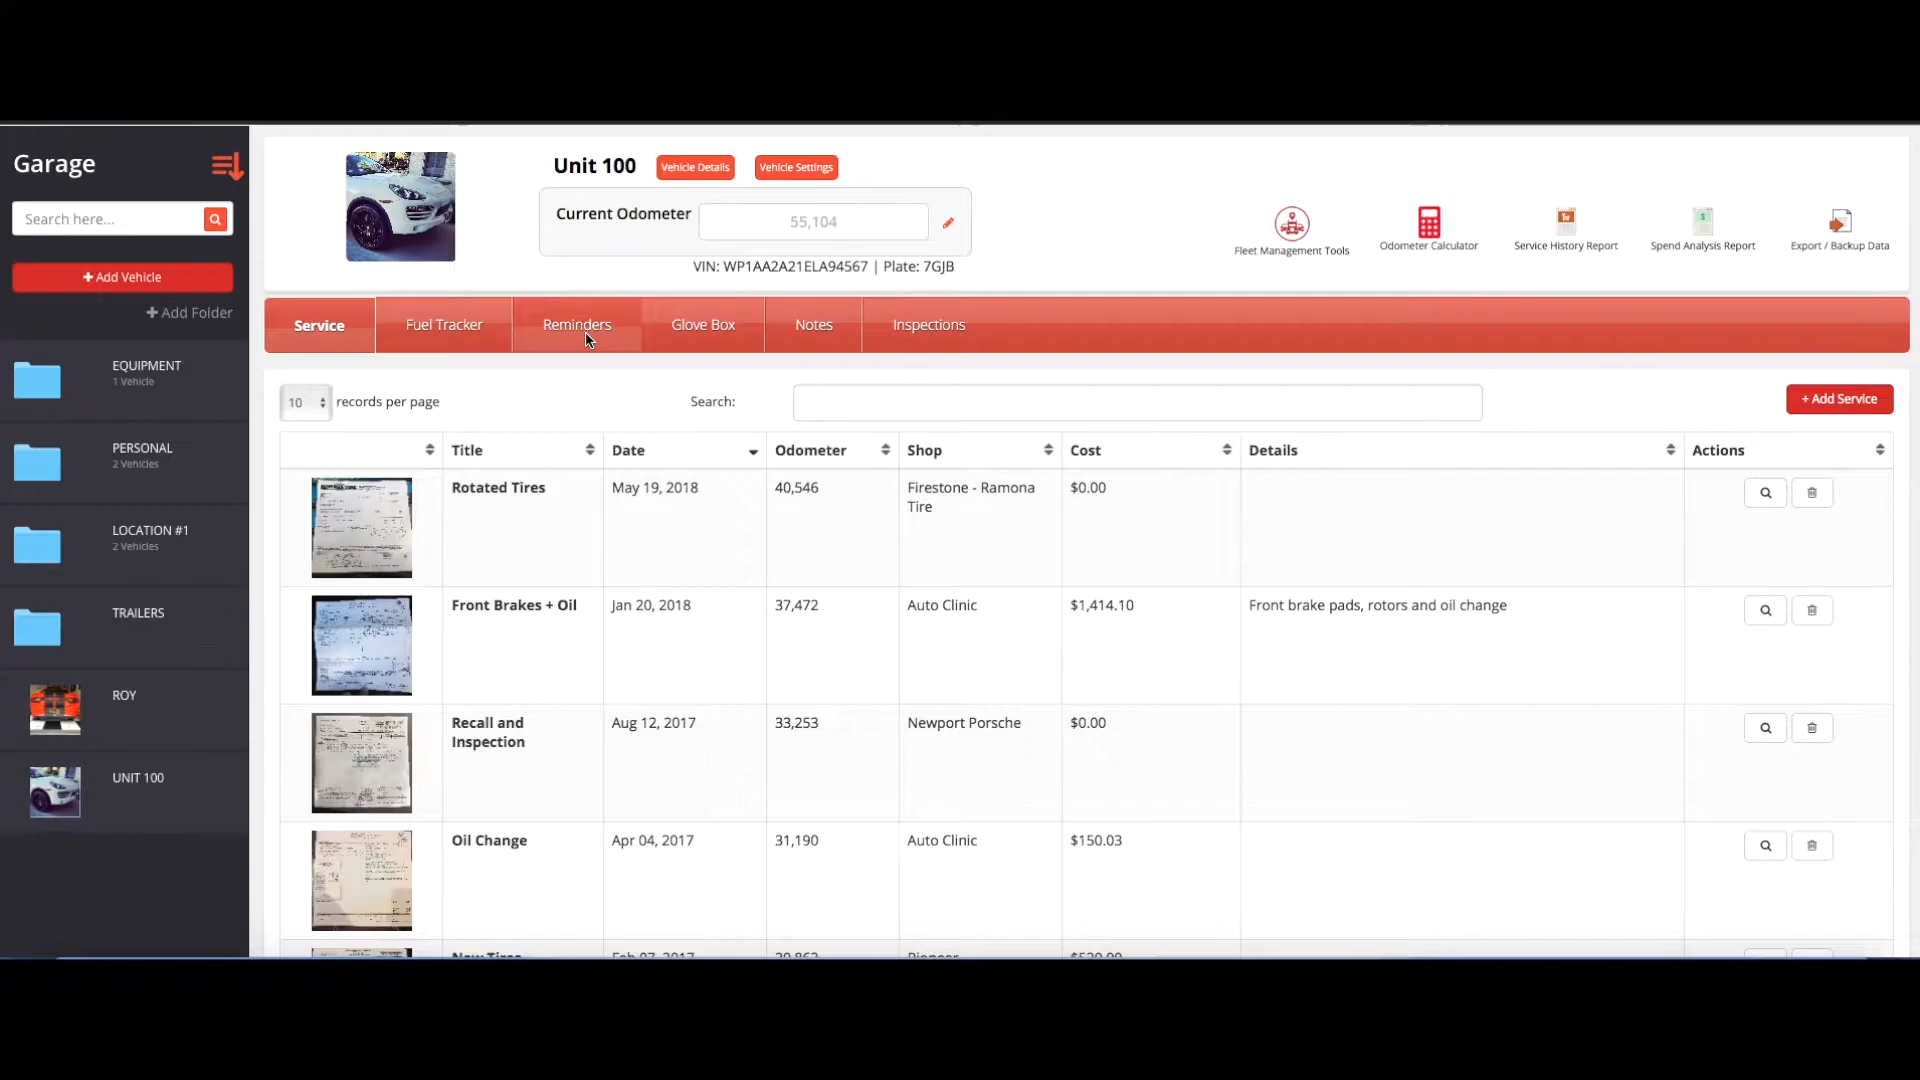 Garage
Search here...
Add Vehicle
Add Folder
EQUIPMENT
1 Vehicle
PERSONAL
2 Vehicles
LOCATION #1
2 Vehicles
TRAILERS
ROY
UNIT 100
Unit 100 Vehicle Details Vehicle Settings
Current Odometer 55,104
VIN: WP1AA2A21ELA94567 | Plate: 7GJB
Fleet Management Tools Odometer Calculator Service History Report Spend Analysis Report Export / Backup Data
Service Fuel Tracker Reminders Glove Box Notes Inspections
10 records per page Search: + Add Service
Title Date Odometer Shop Cost Details Actions
Rotated Tires May 19, 2018 40,546 Firestone - Ramona $0.00
Tire
Front Brakes + Oil Jan 20, 2018 37,472 Auto Clinic $1,414.10 Front brake pads, rotors and oil change
Recall and Aug 12, 2017 33,253 Newport Porsche $0.00
Inspection
Oil Change Apr 04, 2017 31,190 Auto Clinic $150.03
New Tires Feb 07, 2017